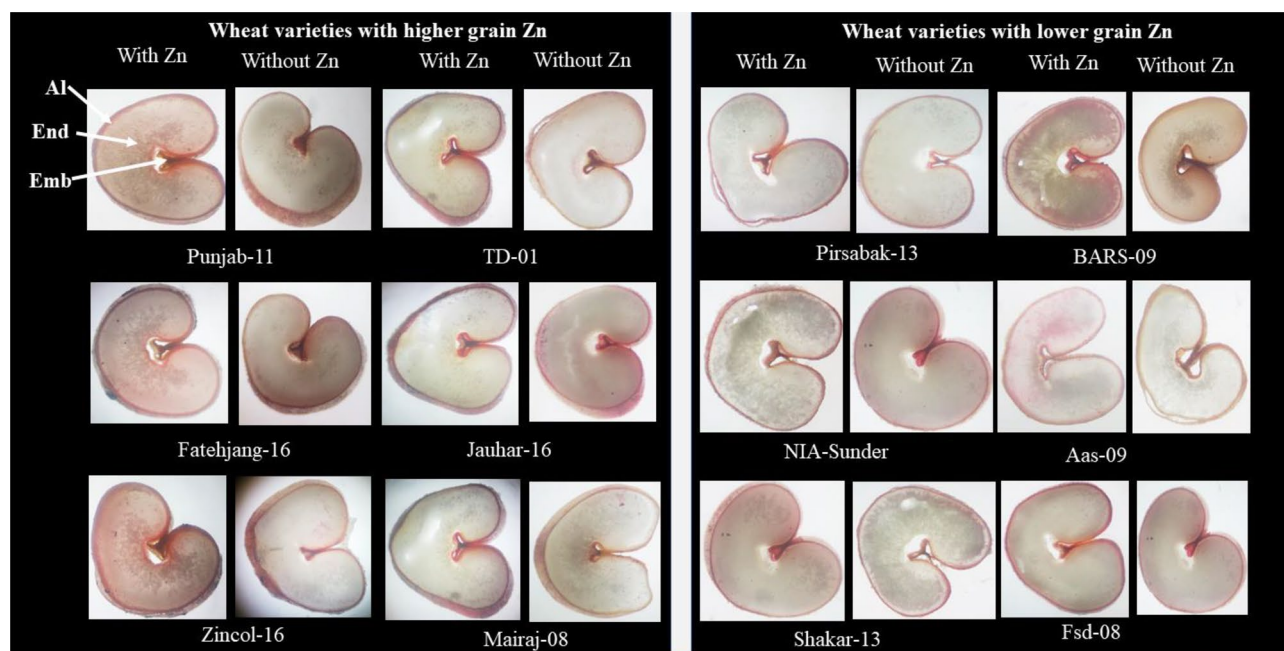 Wheat varieties with higher grain Zn
With Zn
Without Zn
With Zn
Without Zn
Al
End
Emb
Punjab-11
TD-01
Fatehjang-16
Jauhar-16
Zincol-16
Mairaj-08
Wheat varieties with lower grain Zn
With Zn
Without Zn
With Zn
Without Zn
Pirsabak-13
BARS-09
NIA-Sunder
Aas-09
Shakar-13
Fsd-08